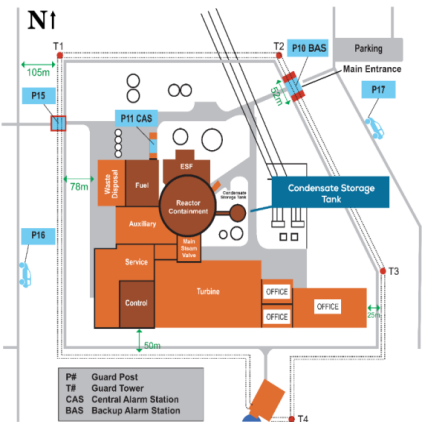 N↑
T1
T2
P10 BAS
Parking
Main Entrance
105m
52m
P15
P11 CAS
P17
78m
Waste
Disposal
Fuel
ESF
Reactor
Containment
Condensate
Storage Tank
Condensate Storage
Tank
Auxiliary
Main
Steam
Valve
P16
Service
Control
Turbine
OFFICE
OFFICE
OFFICE
T3
25m
50m
P# Guard Post
T# Guard Tower
CAS Central Alarm Station
BAS Backup Alarm Station
T4